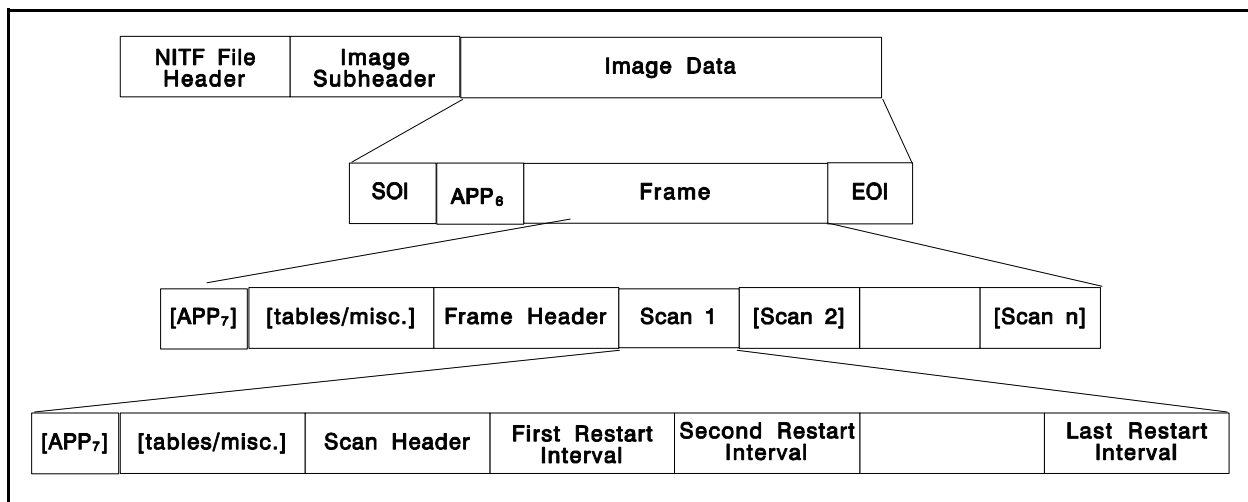 NITF File Header
Image Subheader
Image Data
SOI
APP₆
Frame
EOI
[APP₇]
[tables/misc.]
Frame Header
Scan 1
[Scan 2]
[Scan n]
[APP₇]
[tables/misc.]
Scan Header
First Restart Interval
Second Restart Interval
Last Restart Interval